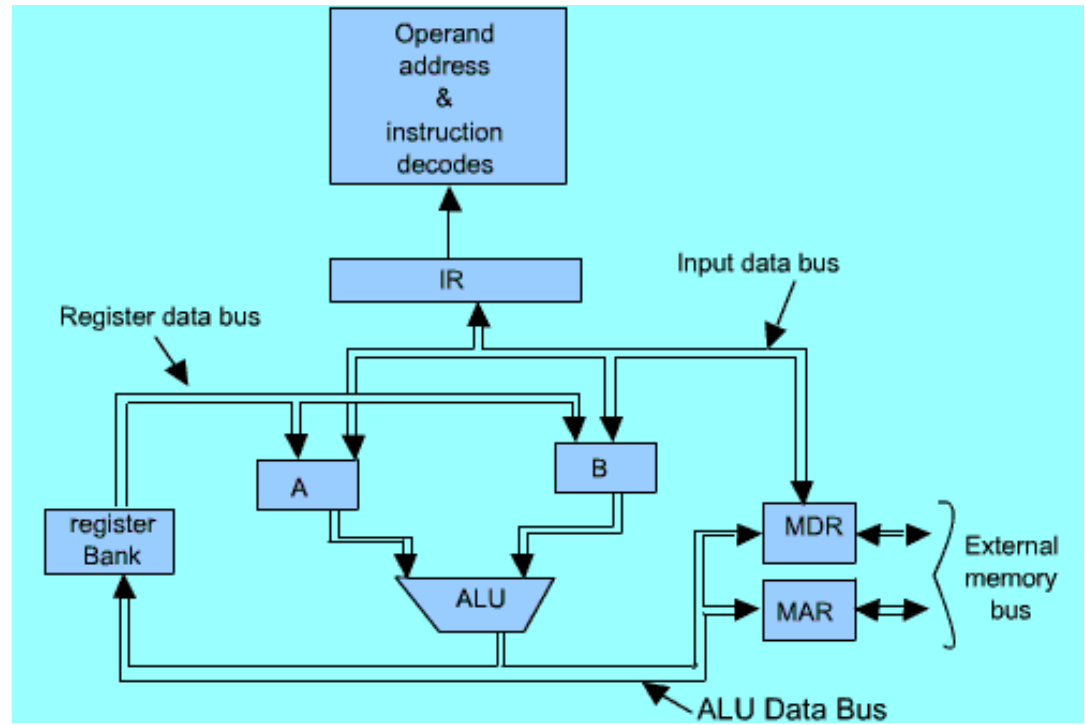 Operand
address
&
instruction
decodes
IR
Input data bus
Register data bus
A
B
register
Bank
ALU
MDR
MAR
External
memory
bus
ALU Data Bus